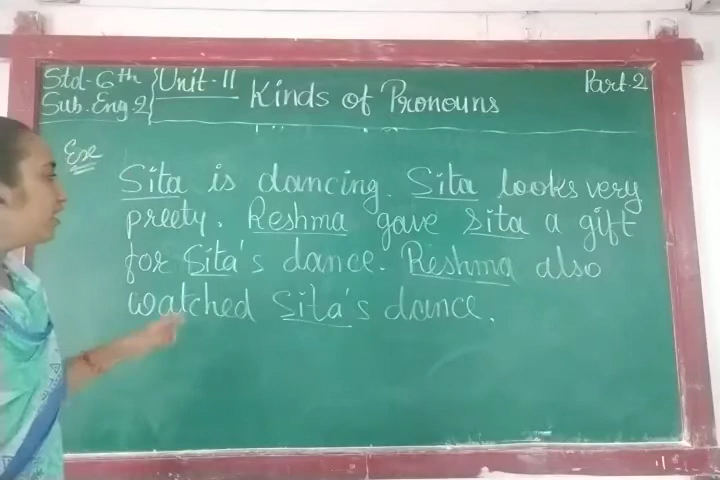 Std-6th Unit-11 Kinds of Pronouns Part-2
Sub.Eng.2
Exe
Sita is dancing. Sita looks very
preety. Reshma gave Sita a gift
for Sita's dance. Reshma also
watched Sita's dance.